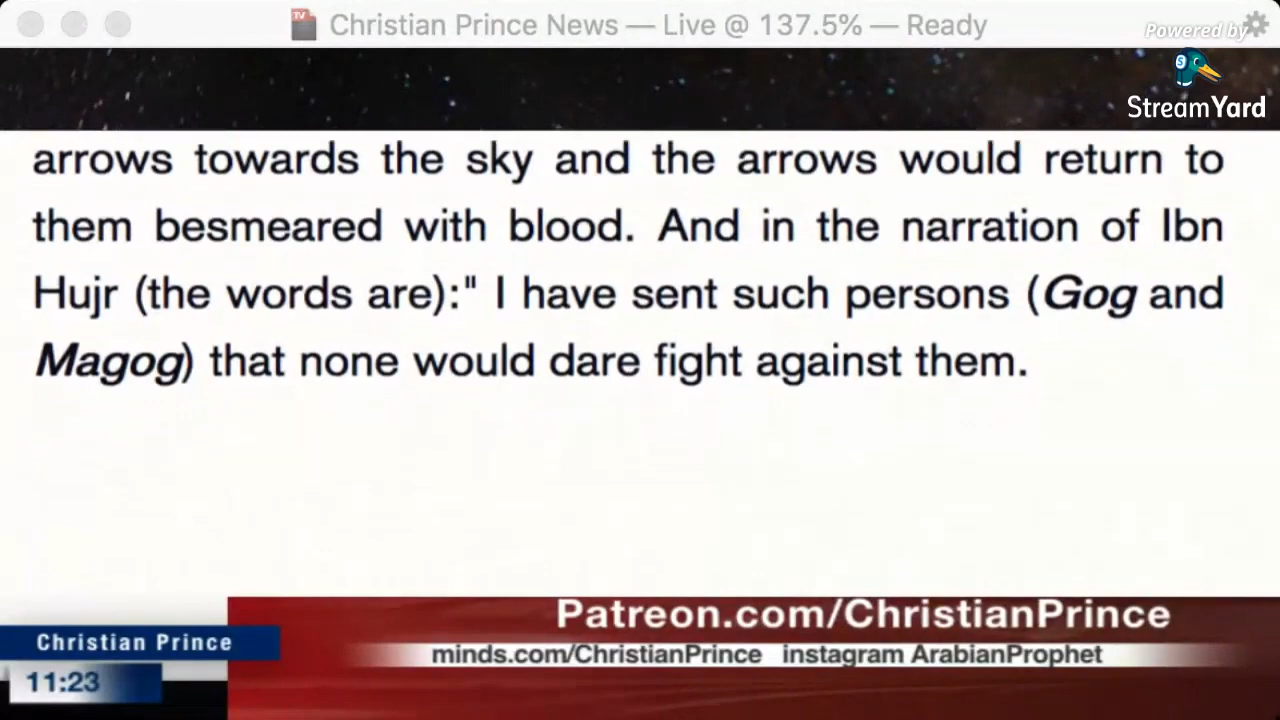 Christian Prince News — Live @ 137.5% — Ready
Powered by
StreamYard
arrows towards the sky and the arrows would return to
them besmeared with blood. And in the narration of Ibn
Hujr (the words are):" I have sent such persons (Gog and
Magog) that none would dare fight against them.
Patreon.com/ChristianPrince
Christian Prince
minds.com/ChristianPrince instagram ArabianProphet
11:23